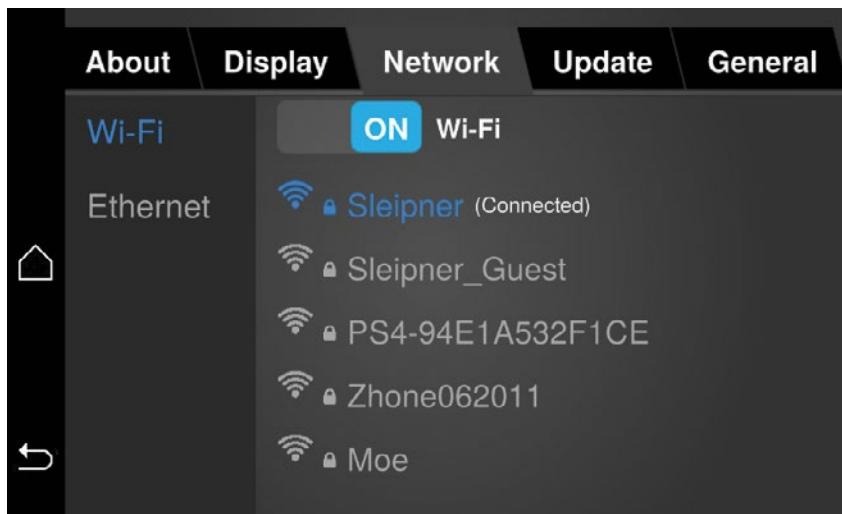 About Display Network Update General
Wi-Fi ON Wi-Fi
Ethernet Sleipner (Connected)
Sleipner_Guest
PS4-94E1A532F1CE
Zhone062011
Moe